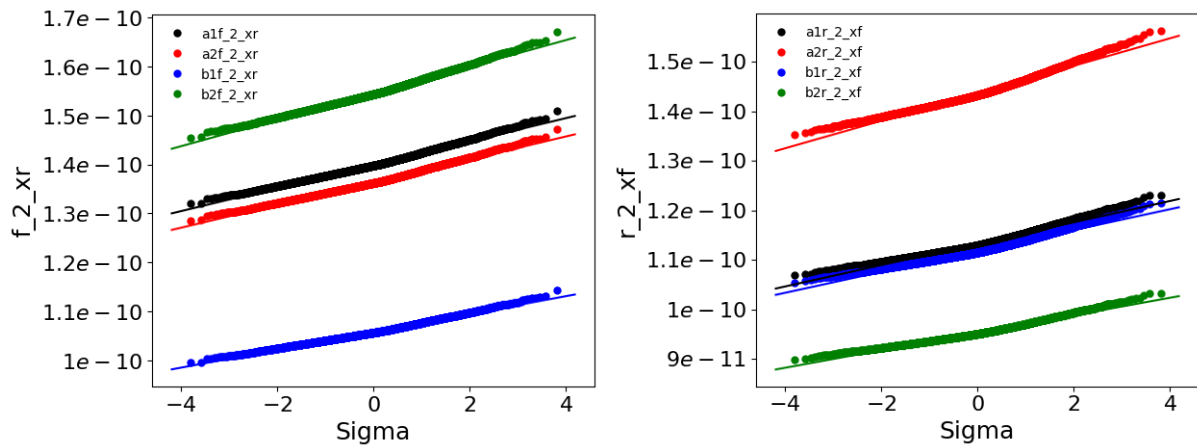 1.7e − 10
1.6e − 10
1.5e − 10
1.4e − 10
1.3e − 10
1.2e − 10
1.1e − 10
1e − 10
f_2_xr
a1f_2_xr
a2f_2_xr
b1f_2_xr
b2f_2_xr
−4 −2 0 2 4
Sigma
1.5e − 10
1.4e − 10
1.3e − 10
1.2e − 10
1.1e − 10
1e − 10
9e − 11
r_2_xf
a1r_2_xf
a2r_2_xf
b1r_2_xf
b2r_2_xf
−4 −2 0 2 4
Sigma